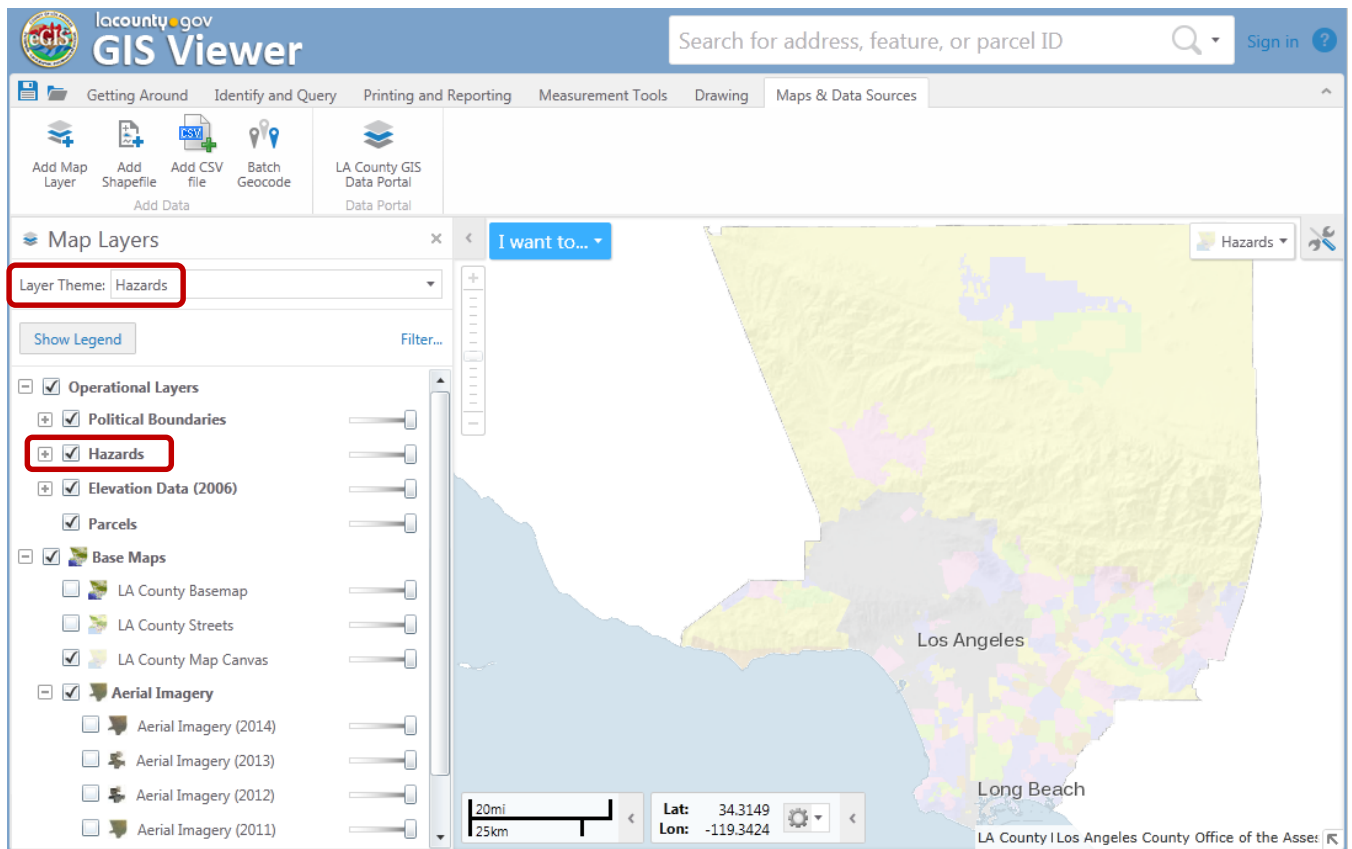 lacounty.gov
eGIS
GIS Viewer
Search for address, feature, or parcel ID
Sign in
?
Getting Around
Identify and Query
Printing and Reporting
Measurement Tools
Drawing
Maps & Data Sources
Add Map Layer
Add Shapefile
CSV
Add CSV file
Batch Geocode
LA County GIS Data Portal
Add Data
Data Portal
Map Layers
I want to...
Hazards
Layer Theme: Hazards
Show Legend
Filter...
Operational Layers
Political Boundaries
Hazards
Elevation Data (2006)
Parcels
Base Maps
LA County Basemap
LA County Streets
LA County Map Canvas
Aerial Imagery
Aerial Imagery (2014)
Aerial Imagery (2013)
Aerial Imagery (2012)
Aerial Imagery (2011)
Los Angeles
Long Beach
20mi
25km
Lat: 34.3149
Lon: -119.3424
LA County | Los Angeles County Office of the Asses